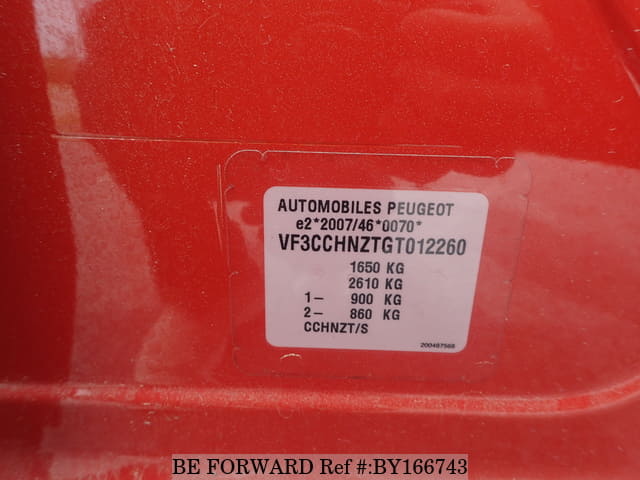 AUTOMOBILES PEUGEOT
e2*2007/46*0070*
VF3CCHNZTGT012260
1650 KG
2610 KG
1- 900 KG
2- 860 KG
CCHNZT/S
200487568
BE FORWARD Ref #:BY166743